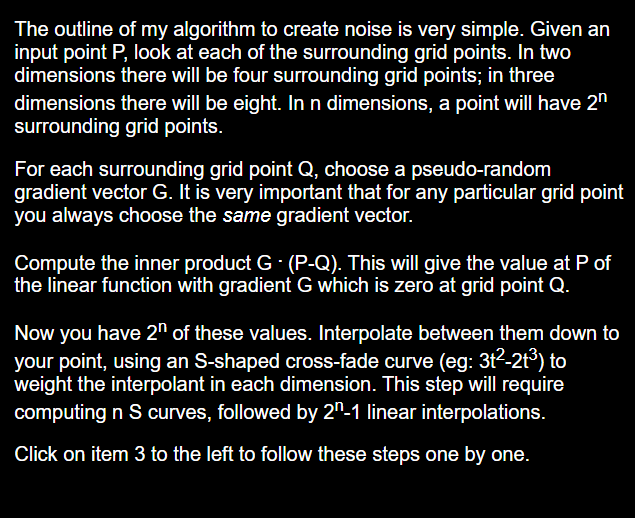 The outline of my algorithm to create noise is very simple. Given an
input point P, look at each of the surrounding grid points. In two
dimensions there will be four surrounding grid points; in three
dimensions there will be eight. In n dimensions, a point will have 2ⁿ
surrounding grid points.
For each surrounding grid point Q, choose a pseudo-random
gradient vector G. It is very important that for any particular grid point
you always choose the same gradient vector.
Compute the inner product G · (P-Q). This will give the value at P of
the linear function with gradient G which is zero at grid point Q.
Now you have 2ⁿ of these values. Interpolate between them down to
your point, using an S-shaped cross-fade curve (eg: 3t²-2t³) to
weight the interpolant in each dimension. This step will require
computing n S curves, followed by 2ⁿ-1 linear interpolations.
Click on item 3 to the left to follow these steps one by one.